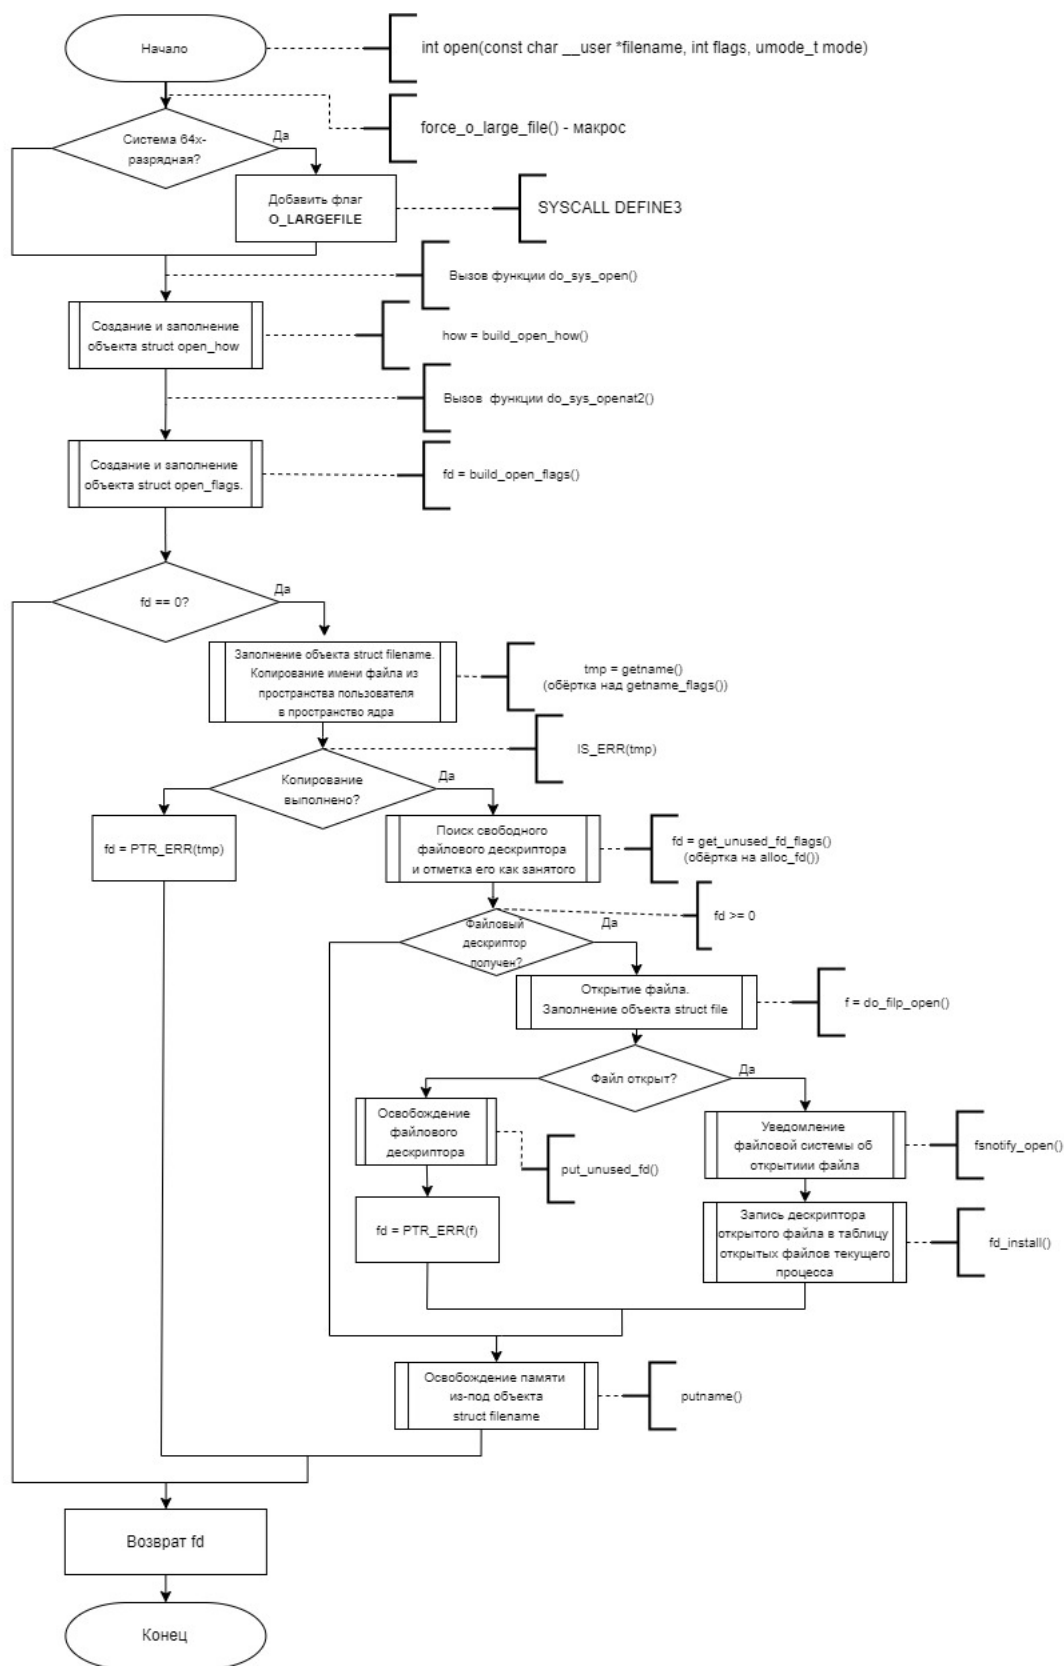 Начало
int open(const char __user *filename, int flags, umode_t mode)
force_o_large_file() - макрос
Система 64х-
разрядная?
Да
Добавить флаг
O_LARGEFILE
SYSCALL DEFINE3
Вызов функции do_sys_open()
Создание и заполнение
объекта struct open_how
how = build_open_how()
Вызов функции do_sys_openat2()
Создание и заполнение
объекта struct open_flags.
fd = build_open_flags()
fd == 0?
Да
Заполнение объекта struct filename.
Копирование имени файла из
пространства пользователя
в пространство ядра
tmp = getname()
(обёртка над getname_flags())
IS_ERR(tmp)
Копирование
выполнено?
Да
fd = PTR_ERR(tmp)
Поиск свободного
файлового дескриптора
и отметка его как занятого
fd = get_unused_fd_flags()
(обёртка на alloc_fd())
fd >= 0
Файловый
дескриптор
получен?
Да
Открытие файла.
Заполнение объекта struct file
f = do_filp_open()
Файл открыт?
Да
Освобождение
файлового
дескриптора
put_unused_fd()
Уведомление
файловой системы об
открытиии файла
fsnotify_open()
fd = PTR_ERR(f)
Запись дескриптора
открытого файла в таблицу
открытых файлов текущего
процесса
fd_install()
Освобождение памяти
из-под объекта
struct filename
putname()
Возврат fd
Конец